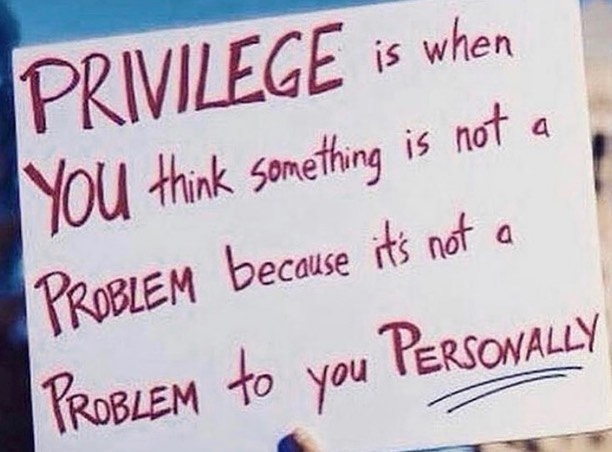 PRIVILEGE is when
YOU think something is not a
PROBLEM because it's not a
PROBLEM to you PERSONALLY